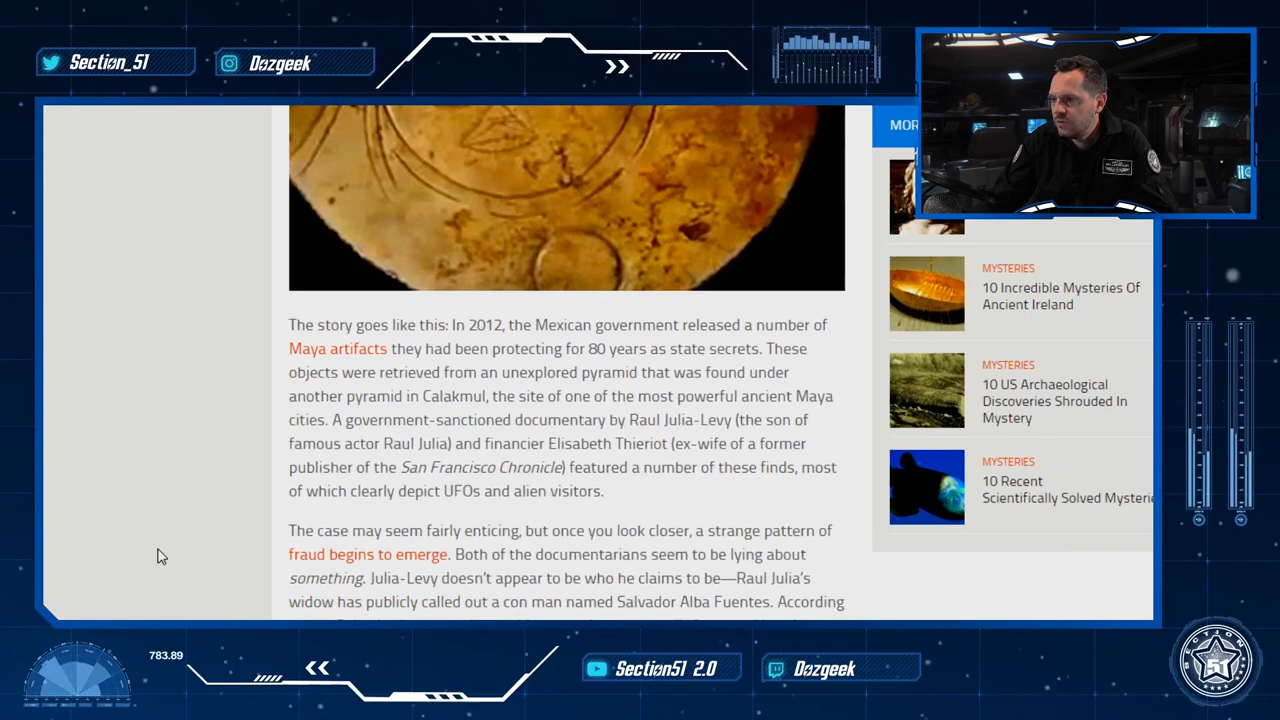 Section_51
Dazgeek
MOR
The story goes like this: In 2012, the Mexican government released a number of
Maya artifacts they had been protecting for 80 years as state secrets. These
objects were retrieved from an unexplored pyramid that was found under
another pyramid in Calakmul, the site of one of the most powerful ancient Maya
cities. A government-sanctioned documentary by Raul Julia-Levy (the son of
famous actor Raul Julia) and financier Elisabeth Thieriot (ex-wife of a former
publisher of the San Francisco Chronicle) featured a number of these finds, most
of which clearly depict UFOs and alien visitors.
The case may seem fairly enticing, but once you look closer, a strange pattern of
fraud begins to emerge. Both of the documentarians seem to be lying about
something. Julia-Levy doesn't appear to be who he claims to be—Raul Julia's
widow has publicly called out a con man named Salvador Alba Fuentes. According
MYSTERIES
10 Incredible Mysteries Of
Ancient Ireland
MYSTERIES
10 US Archaeological
Discoveries Shrouded In
Mystery
MYSTERIES
10 Recent
Scientifically Solved Mysterie
783.89
Section51 2.0
Dazgeek
SECTION
51